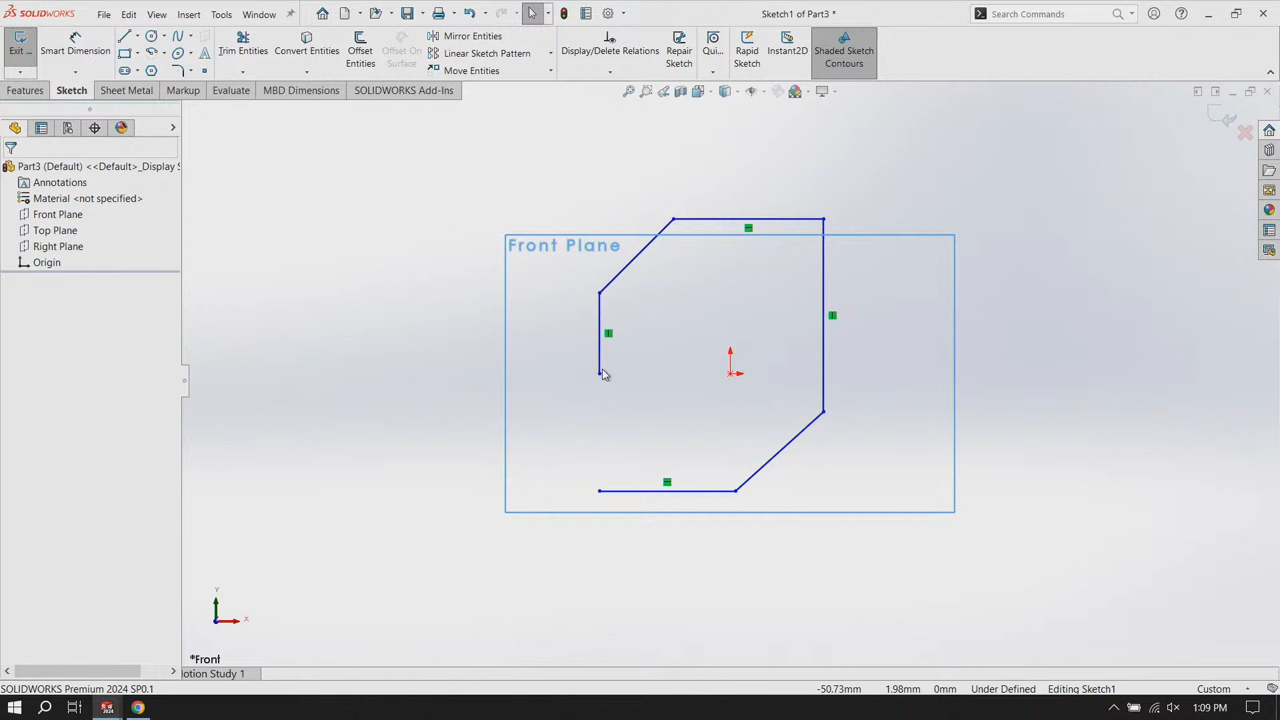 SOLIDWORKS File Edit View Insert Tools Window Sketch1 of Part3 * Search Commands
Exit ... Smart Dimension Trim Entities Convert Entities Offset Entities Offset On Surface Mirror Entities Linear Sketch Pattern Move Entities Display/Delete Relations Repair Sketch Qui... Rapid Sketch Instant2D Shaded Sketch Contours
Features Sketch Sheet Metal Markup Evaluate MBD Dimensions SOLIDWORKS Add-Ins
Part3 (Default) <<Default>_Display S
Annotations
Material <not specified>
Front Plane
Top Plane
Right Plane
Origin
Front Plane
Y
X
*Front
otion Study 1
SOLIDWORKS Premium 2024 SP0.1 -50.73mm 1.98mm 0mm Under Defined Editing Sketch1 Custom
1:09 PM